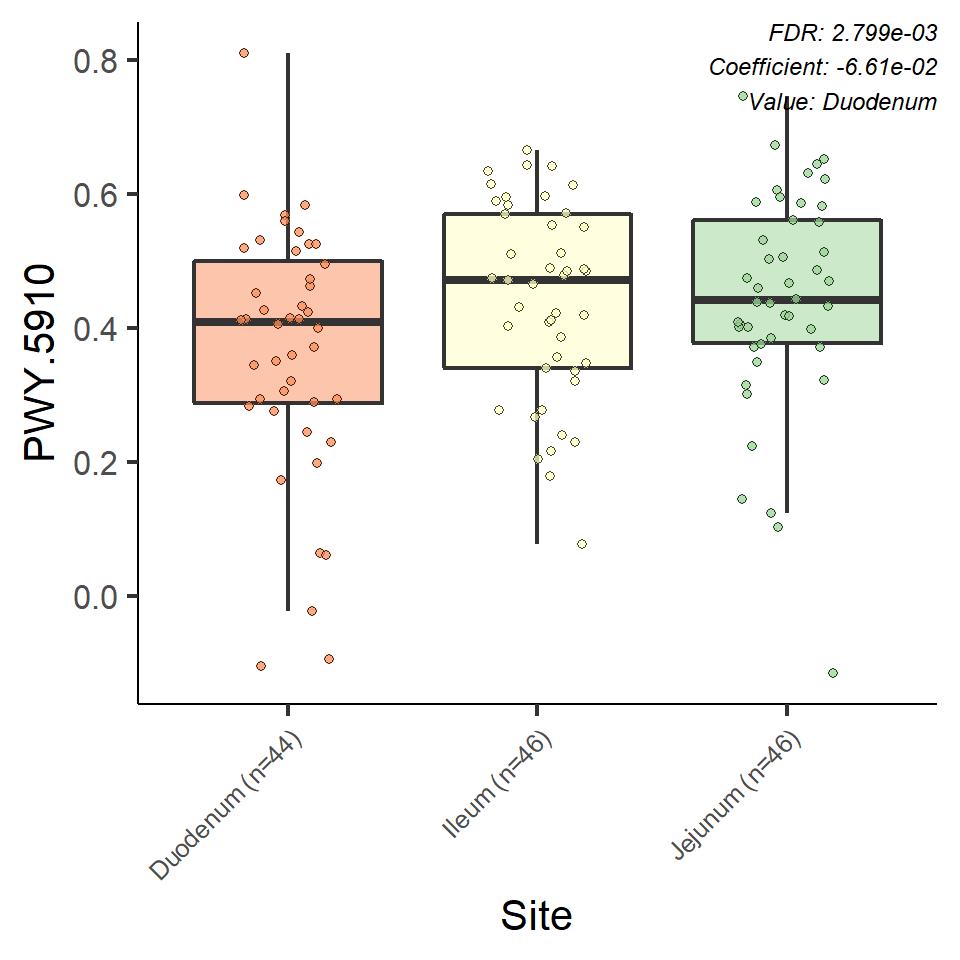 FDR: 2.799e-03
Coefficient: -6.61e-02
Value: Duodenum
PWY.5910
0.8
0.6
0.4
0.2
0.0
Duodenum (n=44)
Ileum (n=46)
Jejunum (n=46)
Site